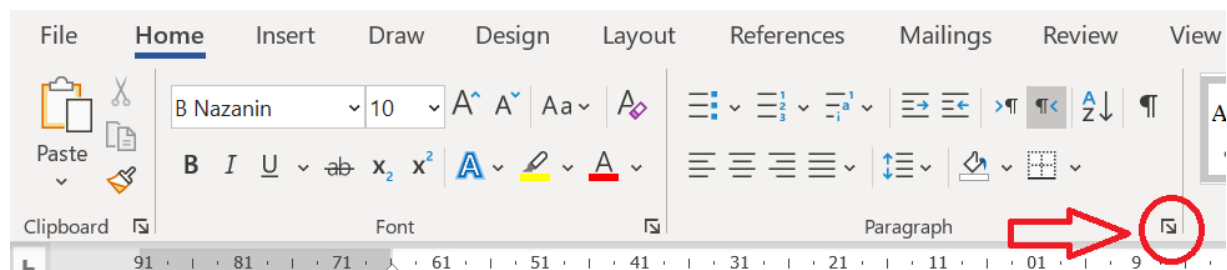 File Home Insert Draw Design Layout References Mailings Review View
B Nazanin 10 A A Aa A
Paste B I U ab x2 x2 A A
Clipboard Font Paragraph
91 81 71 61 51 41 31 21 11 01 9